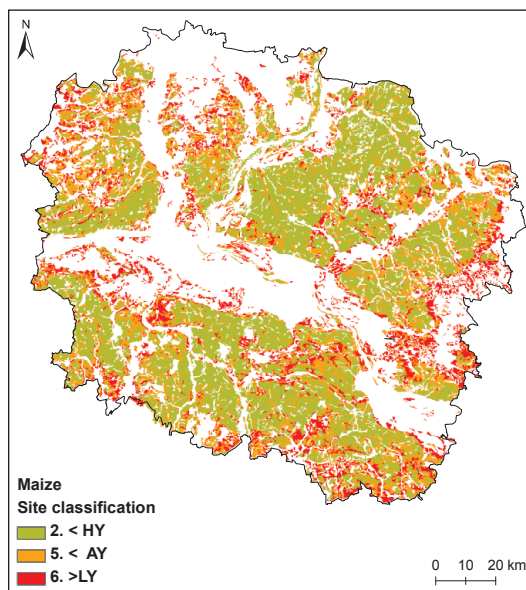 N
Maize
Site classification
2. < HY
5. < AY
6. >LY
0 10 20 km